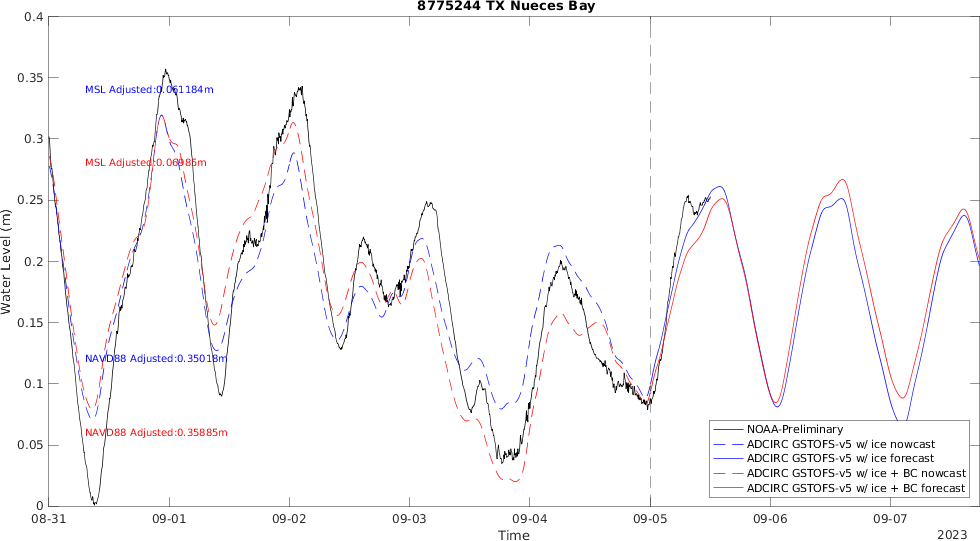 8775244 TX Nueces Bay
0.4
0.35
0.3
0.25
0.2
0.15
0.1
0.05
0
Water Level (m)
MSL Adjusted:0.061184m
MSL Adjusted:0.06986m
NAVD88 Adjusted:0.35018m
NAVD88 Adjusted:0.35885m
NOAA-Preliminary
ADCIRC GSTOFS-v5 w/ ice nowcast
ADCIRC GSTOFS-v5 w/ ice forecast
ADCIRC GSTOFS-v5 w/ ice + BC nowcast
ADCIRC GSTOFS-v5 w/ ice + BC forecast
08-31 09-01 09-02 09-03 09-04 09-05 09-06 09-07
Time
2023